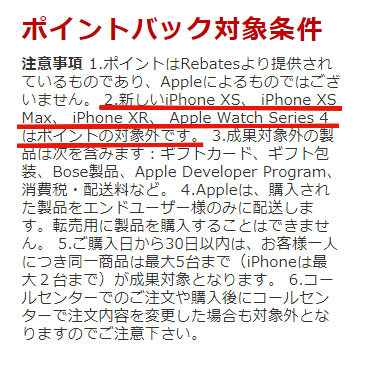 ポイントバック対象条件
注意事項 1.ポイントはRebatesより提供され
ているものであり、Appleによるものではござ
いません。 2.新しいiPhone XS、 iPhone XS
Max、 iPhone XR、 Apple Watch Series 4
はポイントの対象外です。 3.成果対象外の製
品は次を含みます：ギフトカード、ギフト包
装、Bose製品、Apple Developer Program、
消費税・配送料など。 4.Appleは、購入され
た製品をエンドユーザー様のみに配送しま
す。転売用に製品を購入することはできませ
ん。 5.ご購入日から30日以内は、お客様一人
につき同一商品は最大5台まで（iPhoneは最
大２台まで）が成果対象となります。 6.コー
ルセンターでのご注文や購入後にコールセン
ターで注文内容を変更した場合も対象外とな
りますのでご注意下さい。